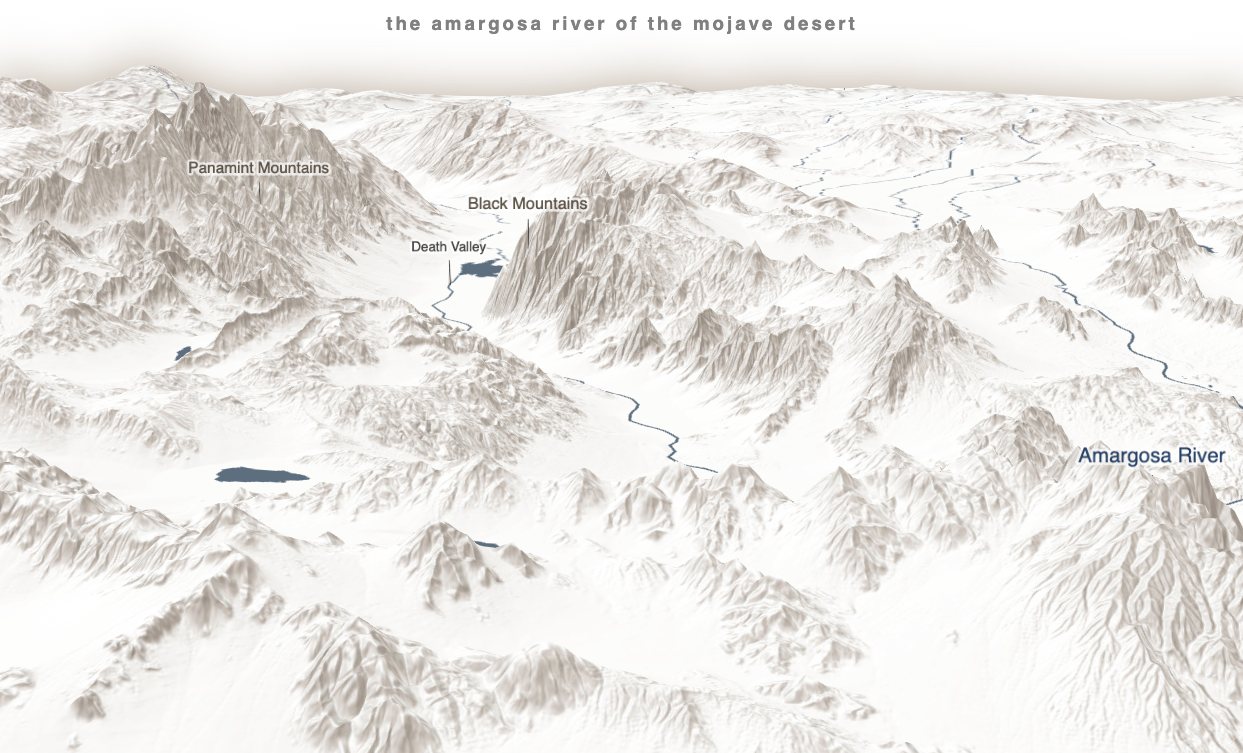 the amargosa river of the mojave desert
Panamint Mountains
Black Mountains
Death Valley
Amargosa River